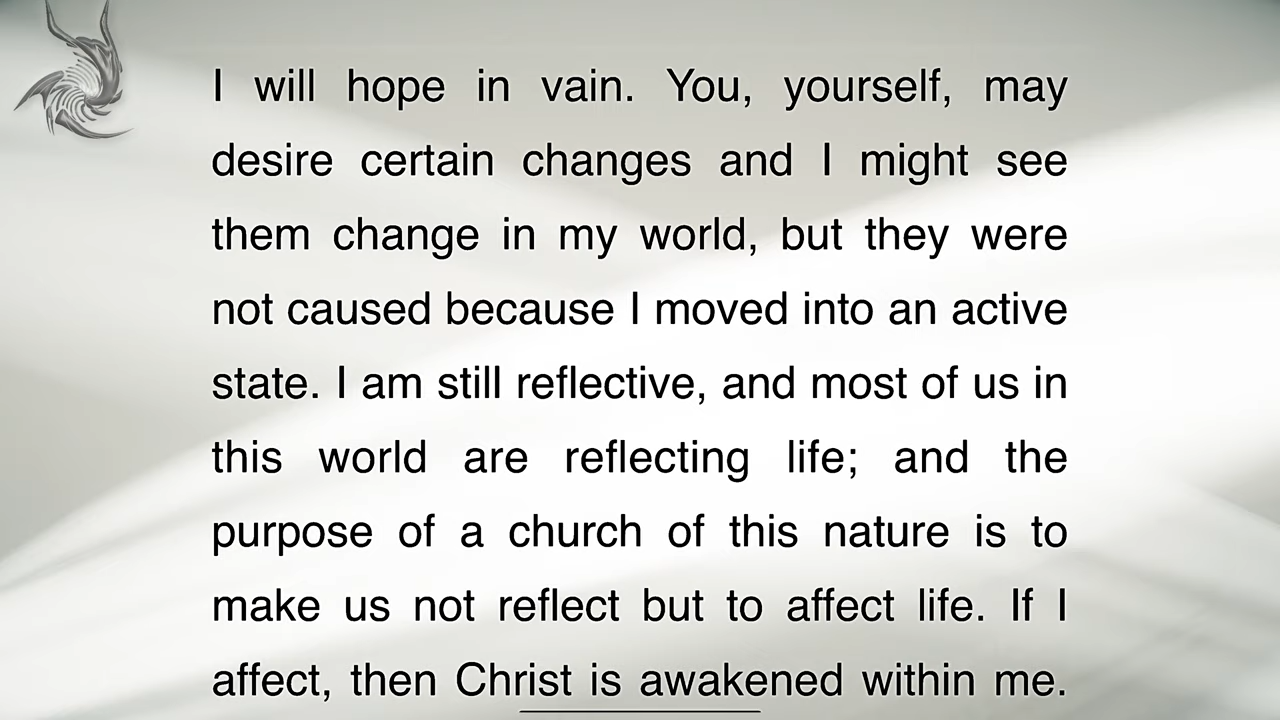 I will hope in vain. You, yourself, may
desire certain changes and I might see
them change in my world, but they were
not caused because I moved into an active
state. I am still reflective, and most of us in
this world are reflecting life; and the
purpose of a church of this nature is to
make us not reflect but to affect life. If I
affect, then Christ is awakened within me.